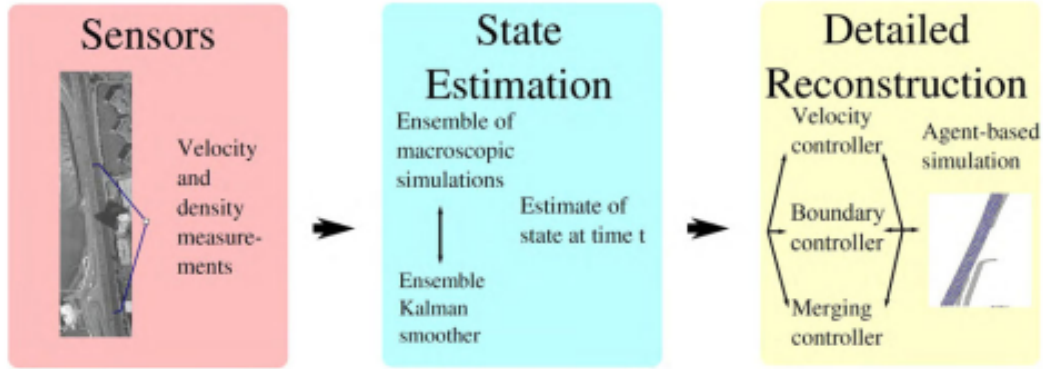 Sensors
Velocity
and
density
measure-
ments
State
Estimation
Ensemble of
macroscopic
simulations
Estimate of
state at time t
Ensemble
Kalman
smoother
Detailed
Reconstruction
Velocity
controller
Agent-based
simulation
Boundary
controller
Merging
controller